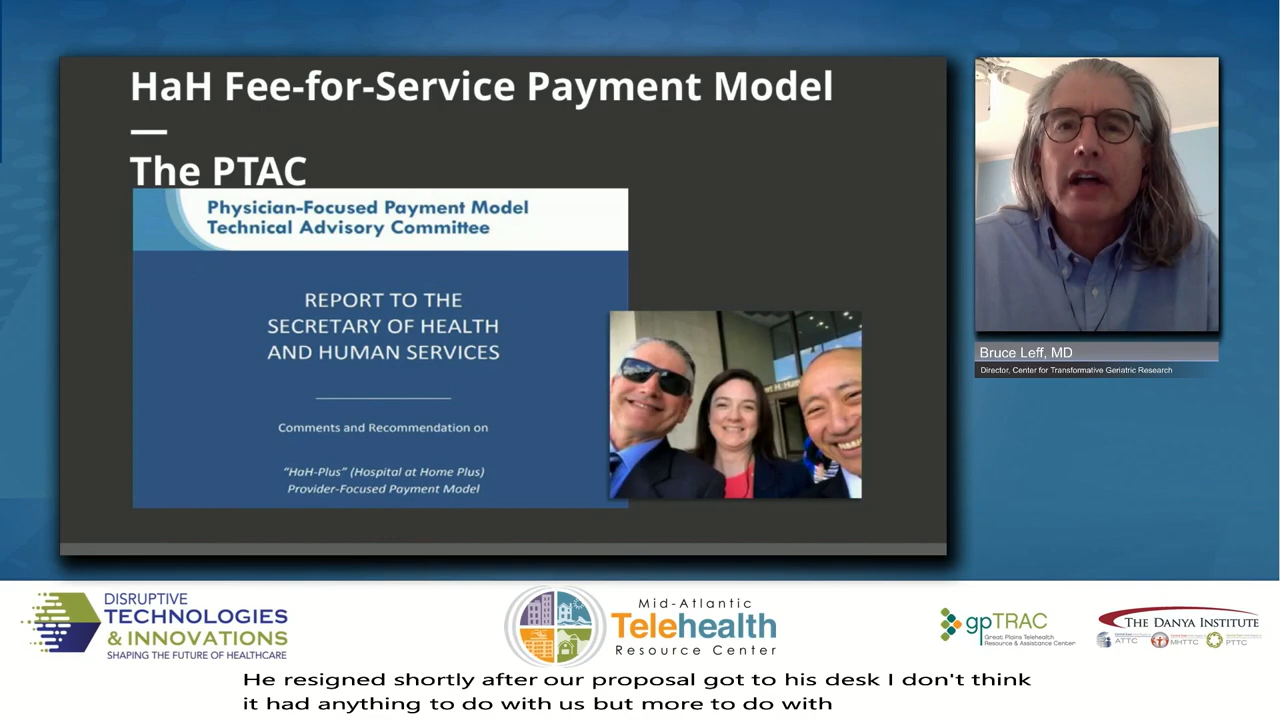 HaH Fee-for-Service Payment Model
—
The PTAC
Physician-Focused Payment Model
Technical Advisory Committee
REPORT TO THE
SECRETARY OF HEALTH
AND HUMAN SERVICES
Comments and Recommendation on
“HaH-Plus” (Hospital at Home Plus)
Provider-Focused Payment Model
Bruce Leff, MD
Director, Center for Transformative Geriatric Research
DISRUPTIVE
TECHNOLOGIES
& INNOVATIONS
SHAPING THE FUTURE OF HEALTHCARE
Mid-Atlantic
Telehealth
Resource Center
gpTRAC
Great Plains Telehealth
Resource & Assistance Center
THE DANYA INSTITUTE
ATTC
MHTTC
PTTC
He resigned shortly after our proposal got to his desk I don't think
it had anything to do with us but more to do with